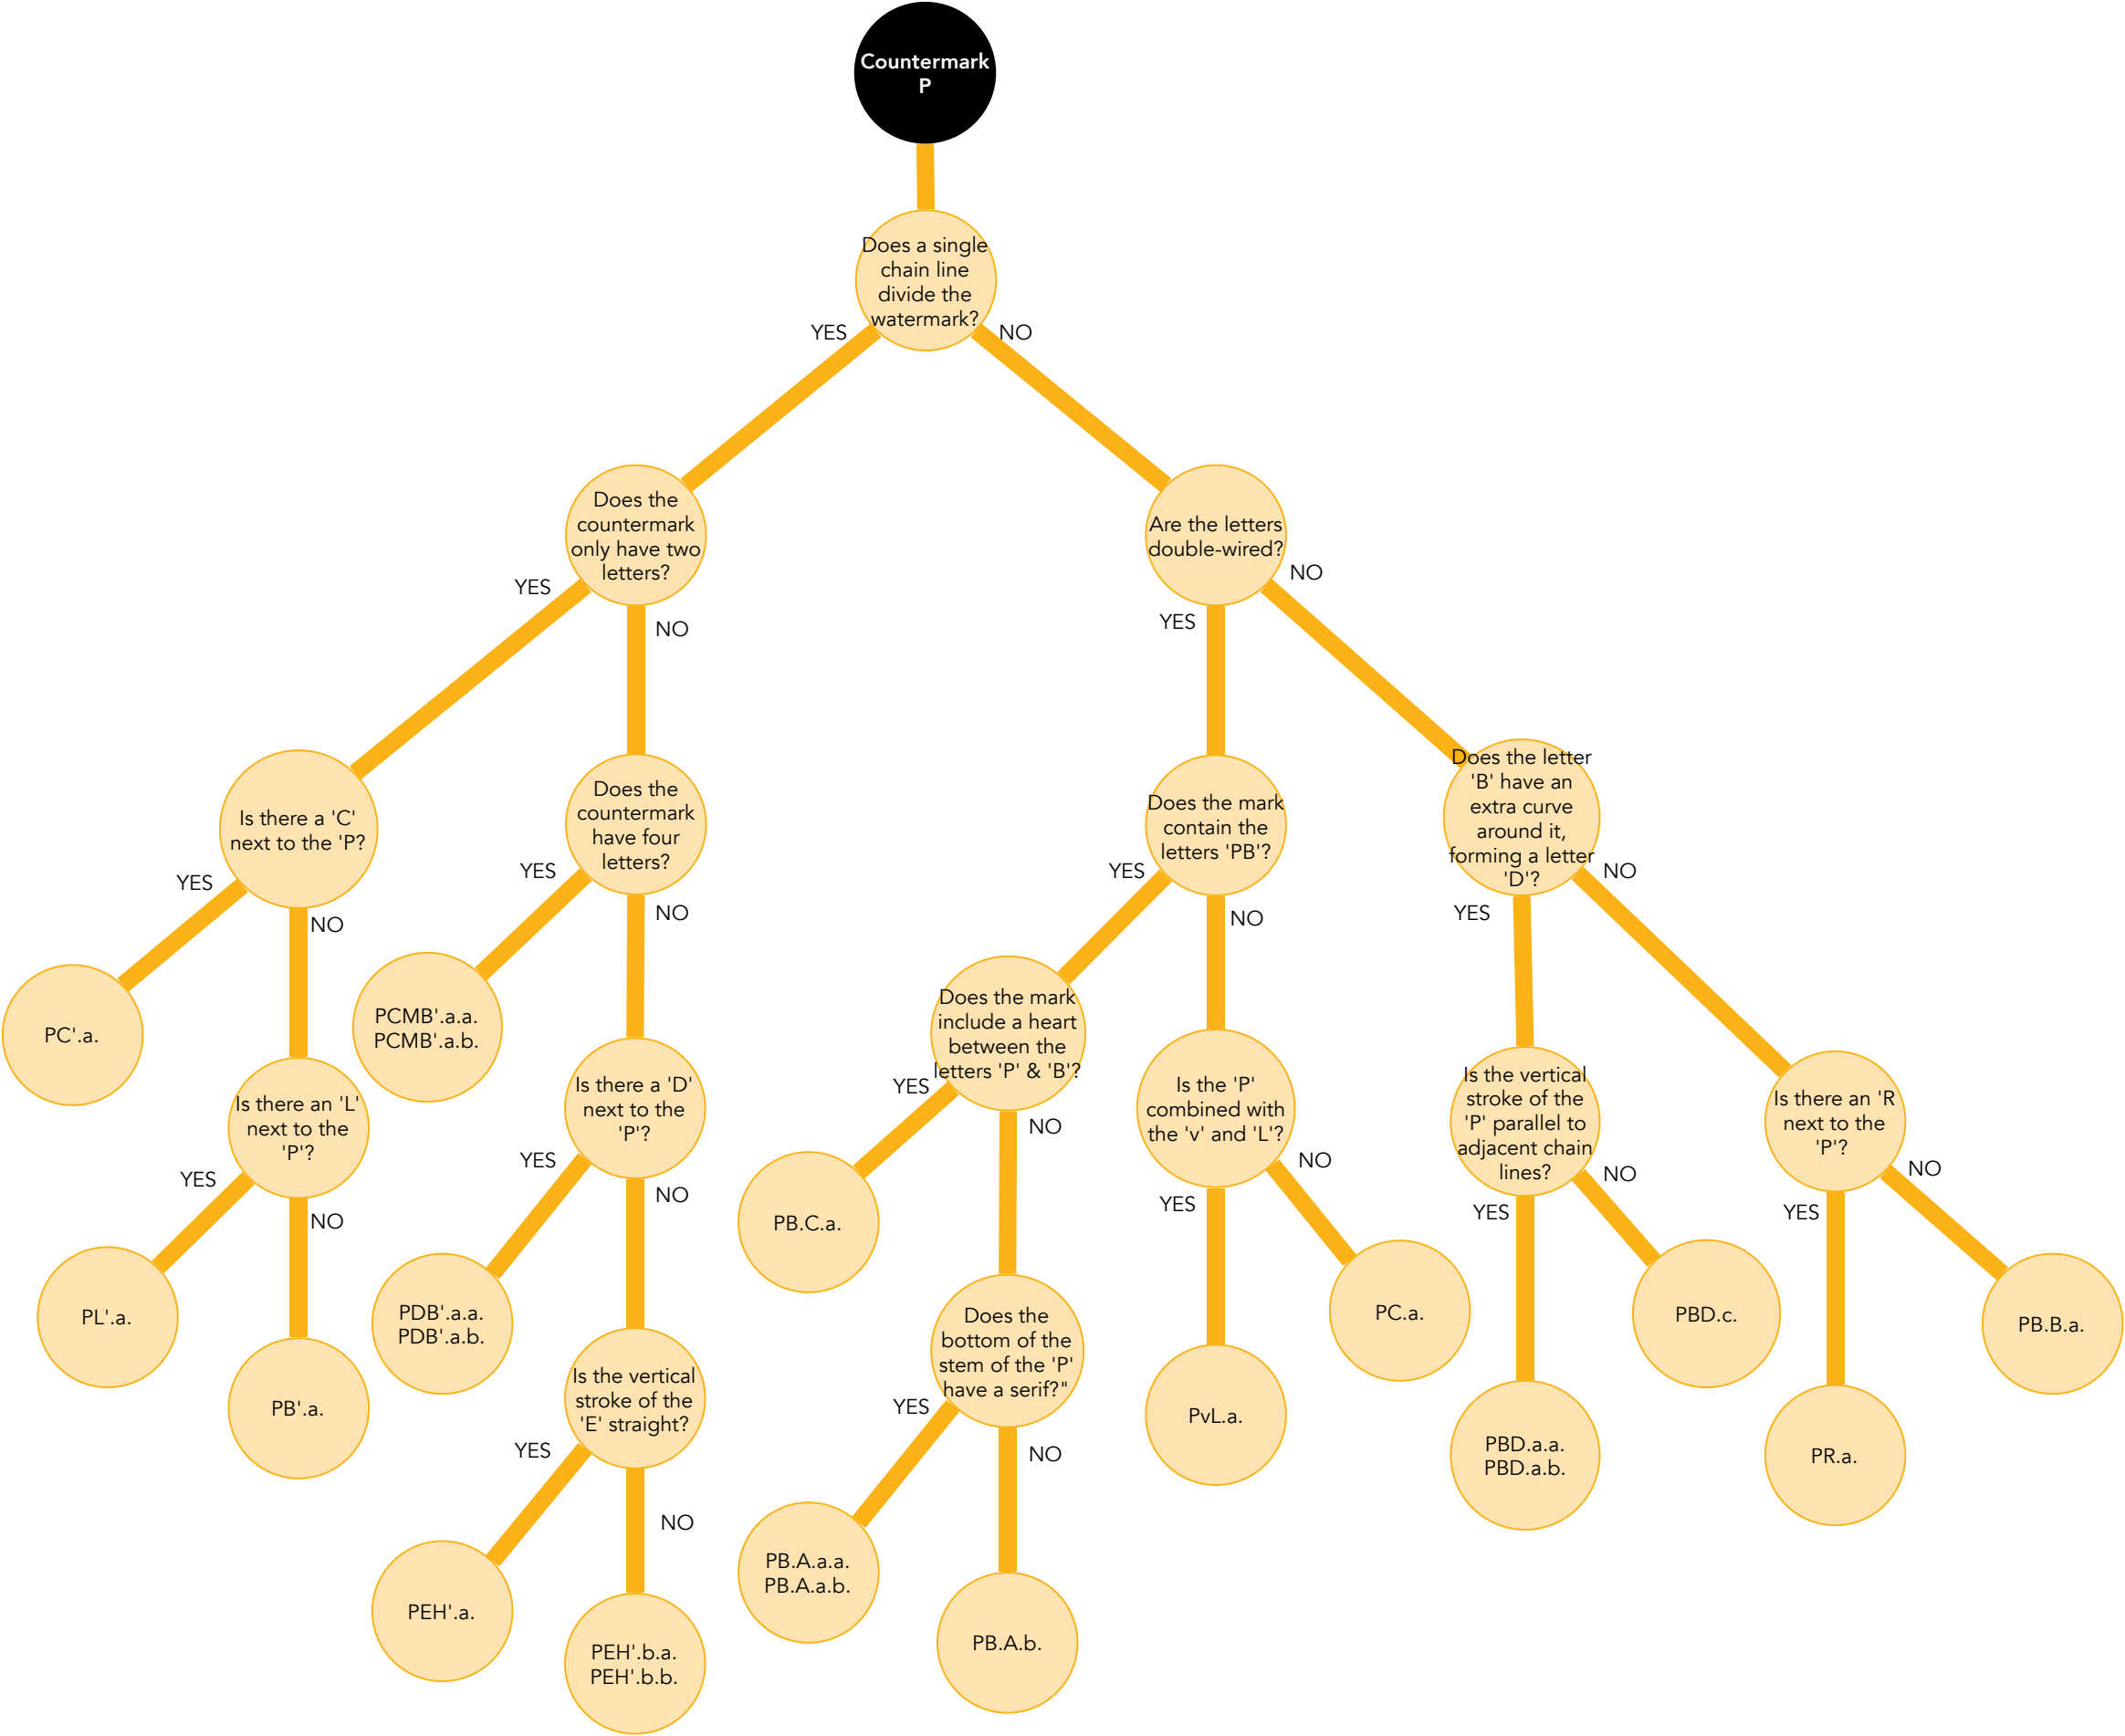 Countermark
P
Does a single
chain line
divide the
watermark?
YES
NO
Does the
countermark
only have two
letters?
YES
NO
Are the letters
double-wired?
YES
NO
Is there a 'C'
next to the 'P?
YES
NO
Does the
countermark
have four
letters?
YES
NO
Does the mark
contain the
letters 'PB'?
YES
NO
Does the letter
'B' have an
extra curve
around it,
forming a letter
'D'?
YES
NO
PC'.a.
Is there an 'L'
next to the
'P'?
YES
NO
PCMB'.a.a.
PCMB'.a.b.
Is there a 'D'
next to the
'P'?
YES
NO
Does the mark
include a heart
between the
letters 'P' & 'B'?
YES
NO
Is the 'P'
combined with
the 'v' and 'L'?
YES
NO
Is the vertical
stroke of the
'P' parallel to
adjacent chain
lines?
YES
NO
Is there an 'R
next to the
'P'?
YES
NO
PL'.a.
PB'.a.
PDB'.a.a.
PDB'.a.b.
Is the vertical
stroke of the
'E' straight?
YES
NO
PB.C.a.
Does the
bottom of the
stem of the 'P'
have a serif?"
YES
NO
PvL.a.
PC.a.
PBD.a.a.
PBD.a.b.
PBD.c.
PR.a.
PB.B.a.
PEH'.a.
PEH'.b.a.
PEH'.b.b.
PB.A.a.a.
PB.A.a.b.
PB.A.b.